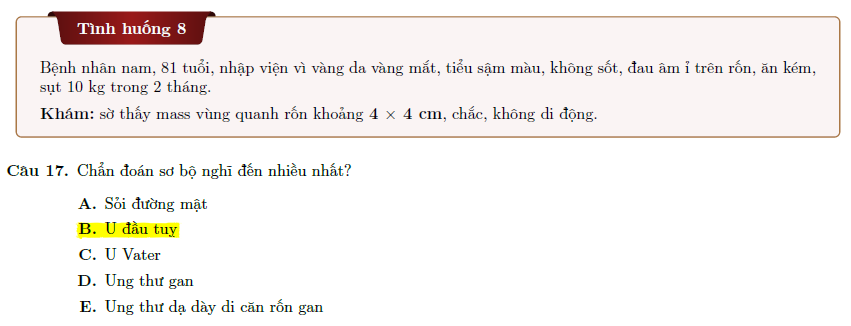 Tình huống 8
Bệnh nhân nam, 81 tuổi, nhập viện vì vàng da vàng mắt, tiểu sậm màu, không sốt, đau âm ỉ trên rốn, ăn kém,
sụt 10 kg trong 2 tháng.
Khám: sờ thấy mass vùng quanh rốn khoảng 4 × 4 cm, chắc, không di động.
Câu 17. Chẩn đoán sơ bộ nghĩ đến nhiều nhất?
A. Sỏi đường mật
B. U đầu tuỵ
C. U Vater
D. Ung thư gan
E. Ung thư dạ dày di căn rốn gan